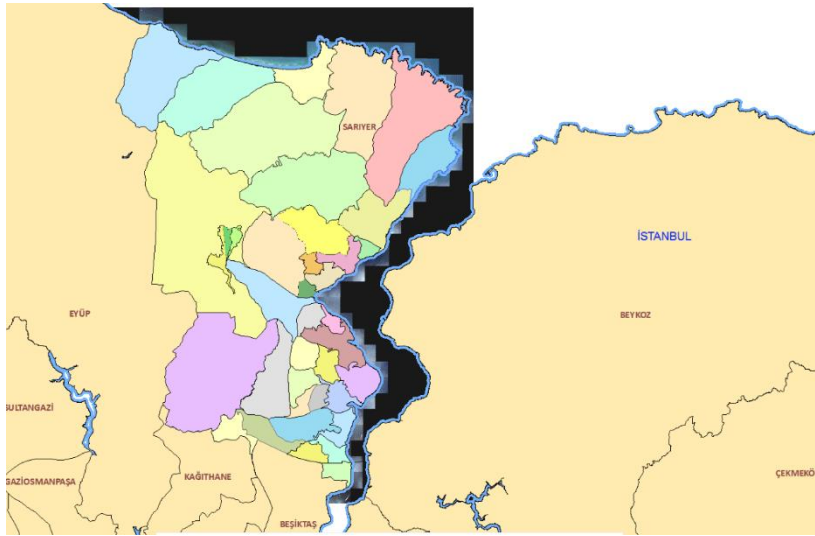 SARIYER
İSTANBUL
EYÜP
BEYKOZ
SULTANGAZİ
KAĞITHANE
GAZİOSMANPAŞA
ÇEKMEKÖ
BEŞİKTAŞ